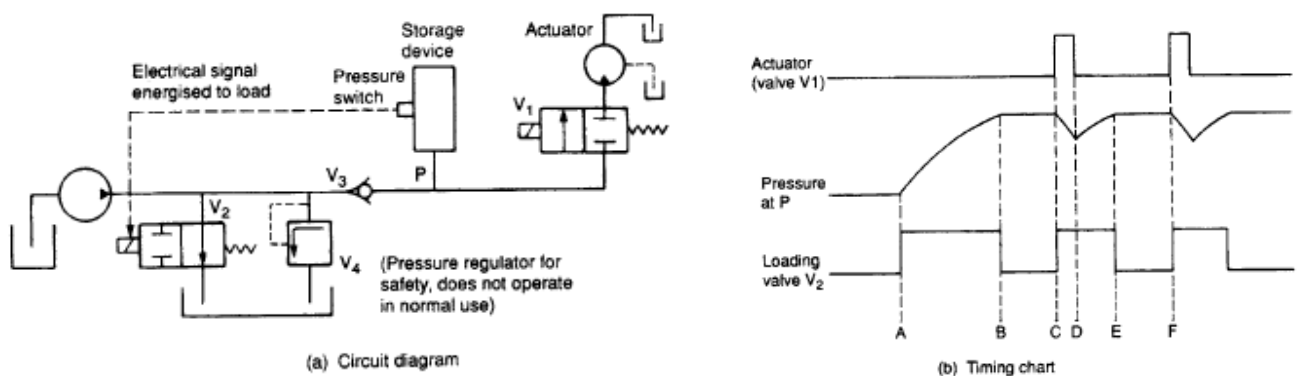 Storage
device
Actuator
Electrical signal
energised to load
Pressure
switch
V1
V3
P
V2
V4
(Pressure regulator for
safety, does not operate
in normal use)
(a) Circuit diagram
Actuator
(valve V1)
Pressure
at P
Loading
valve V2
A B C D E F
(b) Timing chart